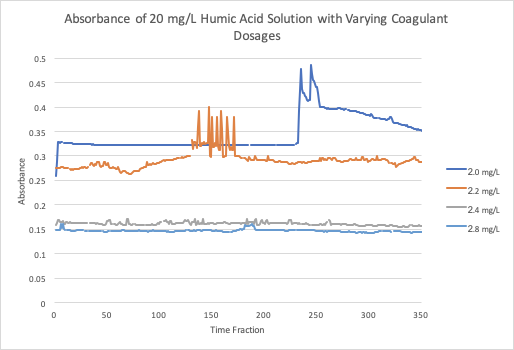 Absorbance of 20 mg/L Humic Acid Solution with Varying Coagulant
Dosages
0.5
0.45
0.4
0.35
0.3
0.25
0.2
0.15
0.1
0.05
0
Absorbance
0 50 100 150 200 250 300 350
Time Fraction
2.0 mg/L
2.2 mg/L
2.4 mg/L
2.8 mg/L